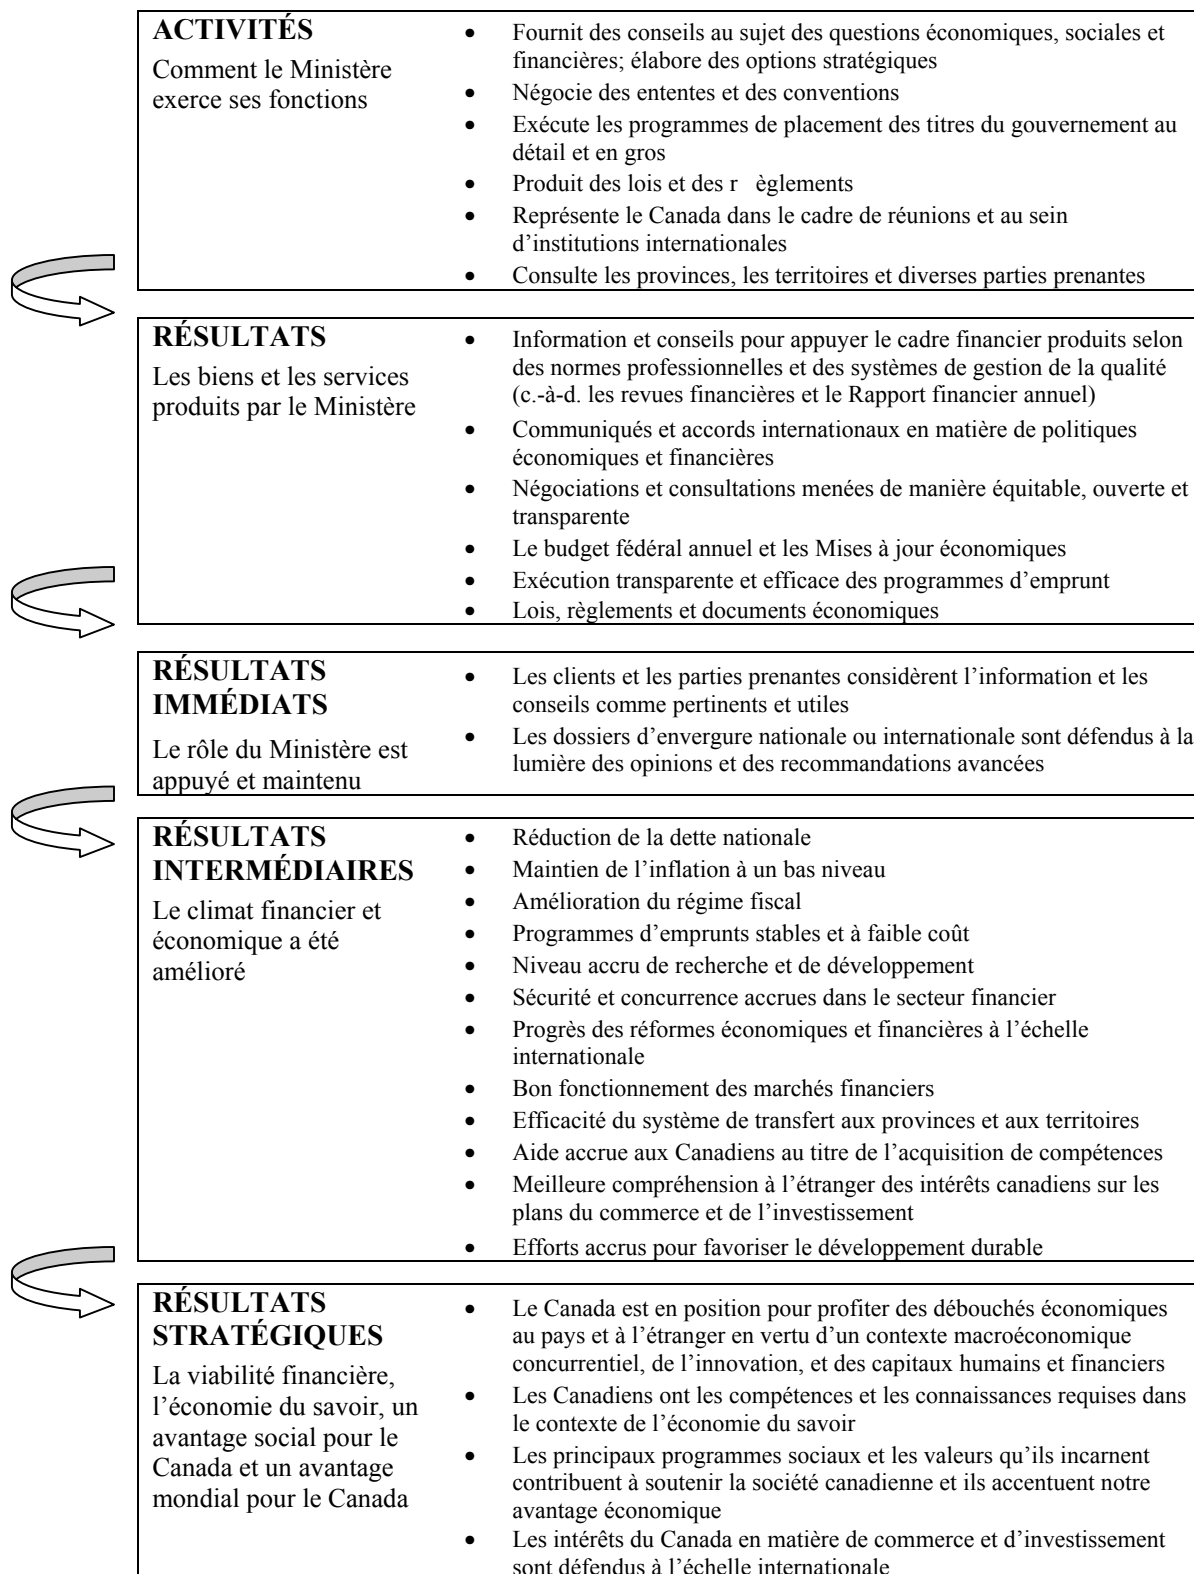 ACTIVITÉS
Comment le Ministère
exerce ses fonctions
• Fournit des conseils au sujet des questions économiques, sociales et
financières; élabore des options stratégiques
• Négocie des ententes et des conventions
• Exécute les programmes de placement des titres du gouvernement au
détail et en gros
• Produit des lois et des r èglements
• Représente le Canada dans le cadre de réunions et au sein
d’institutions internationales
• Consulte les provinces, les territoires et diverses parties prenantes
RÉSULTATS
Les biens et les services
produits par le Ministère
• Information et conseils pour appuyer le cadre financier produits selon
des normes professionnelles et des systèmes de gestion de la qualité
(c.-à-d. les revues financières et le Rapport financier annuel)
• Communiqués et accords internationaux en matière de politiques
économiques et financières
• Négociations et consultations menées de manière équitable, ouverte et
transparente
• Le budget fédéral annuel et les Mises à jour économiques
• Exécution transparente et efficace des programmes d’emprunt
• Lois, règlements et documents économiques
RÉSULTATS
IMMÉDIATS
Le rôle du Ministère est
appuyé et maintenu
• Les clients et les parties prenantes considèrent l’information et les
conseils comme pertinents et utiles
• Les dossiers d’envergure nationale ou internationale sont défendus à la
lumière des opinions et des recommandations avancées
RÉSULTATS
INTERMÉDIAIRES
Le climat financier et
économique a été
amélioré
• Réduction de la dette nationale
• Maintien de l’inflation à un bas niveau
• Amélioration du régime fiscal
• Programmes d’emprunts stables et à faible coût
• Niveau accru de recherche et de développement
• Sécurité et concurrence accrues dans le secteur financier
• Progrès des réformes économiques et financières à l’échelle
internationale
• Bon fonctionnement des marchés financiers
• Efficacité du système de transfert aux provinces et aux territoires
• Aide accrue aux Canadiens au titre de l’acquisition de compétences
• Meilleure compréhension à l’étranger des intérêts canadiens sur les
plans du commerce et de l’investissement
• Efforts accrus pour favoriser le développement durable
RÉSULTATS
STRATÉGIQUES
La viabilité financière,
l’économie du savoir, un
avantage social pour le
Canada et un avantage
mondial pour le Canada
• Le Canada est en position pour profiter des débouchés économiques
au pays et à l’étranger en vertu d’un contexte macroéconomique
concurrentiel, de l’innovation, et des capitaux humains et financiers
• Les Canadiens ont les compétences et les connaissances requises dans
le contexte de l’économie du savoir
• Les principaux programmes sociaux et les valeurs qu’ils incarnent
contribuent à soutenir la société canadienne et ils accentuent notre
avantage économique
• Les intérêts du Canada en matière de commerce et d’investissement
sont défendus à l’échelle internationale